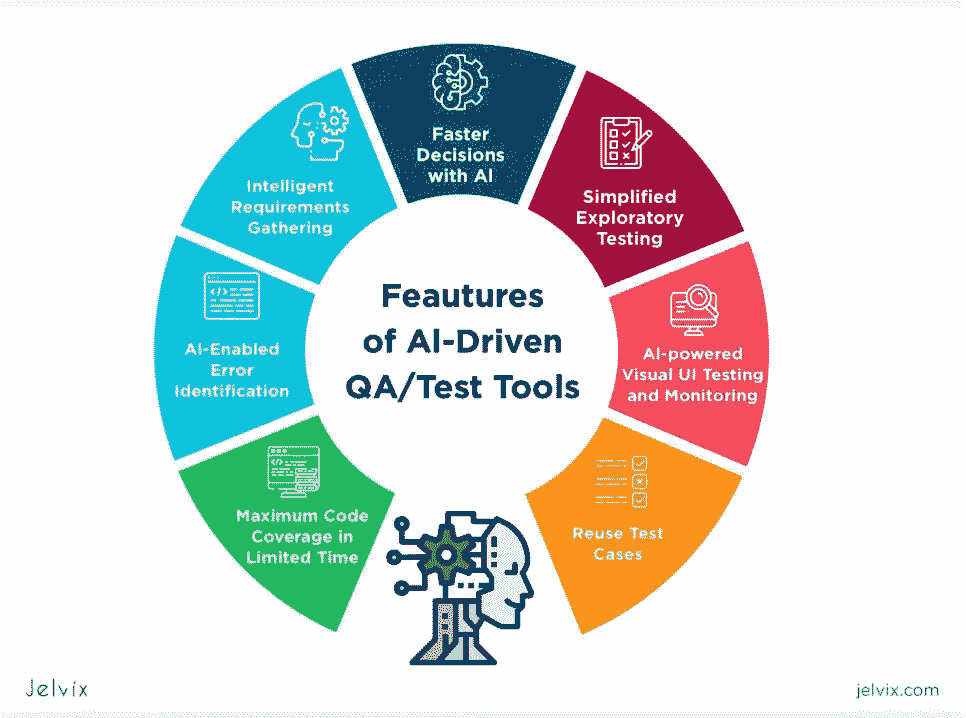 Faster
Decisions
with AI
Simplified
Exploratory
Testing
Intelligent
Requirements
Gathering
Feautures
of AI-Driven
QA/Test Tools
AI-Enabled
Error
Identification
AI-powered
Visual UI Testing
and Monitoring
Maximum Code
Coverage in
Limited Time
Reuse Test
Cases
Jelvix
jelvix.com